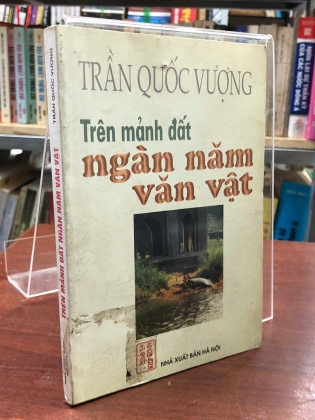 TRẦN QUỐC VƯỢNG
Trên mảnh đất
ngàn năm
văn vật
NHÀ XUẤT BẢN HÀ NỘI
TRẦN QUỐC VƯỢNG
TRÊN MẢNH ĐẤT NGÀN NĂM VĂN VẬT